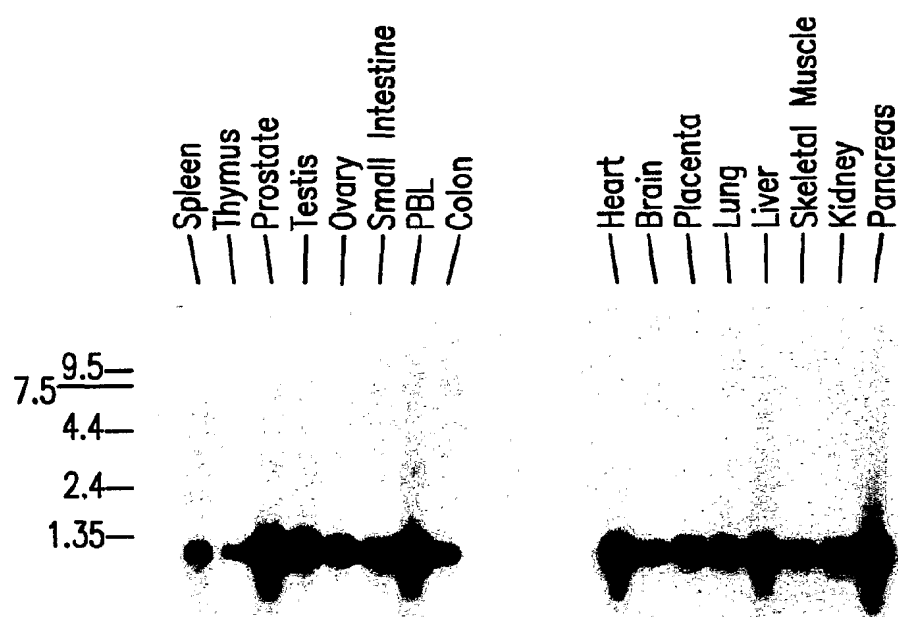 Spleen
Thymus
Prostate
Testis
Ovary
Small Intestine
PBL
Colon
Heart
Brain
Placenta
Lung
Liver
Skeletal Muscle
Kidney
Pancreas
9.5
7.5
4.4
2.4
1.35